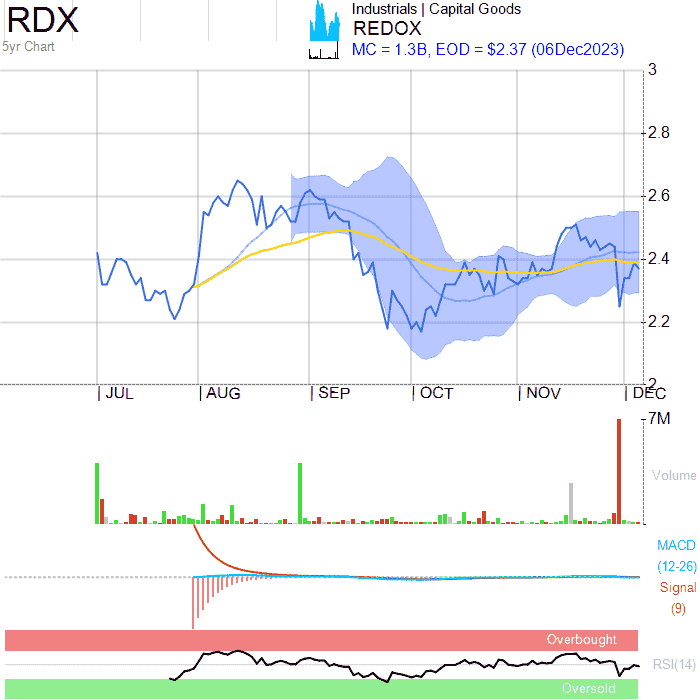 RDX
5yr Chart
Industrials | Capital Goods
REDOX
MC = 1.3B, EOD = $2.37 (06Dec2023)
3
2.8
2.6
2.4
2.2
2
JUL AUG SEP OCT NOV DEC
7M
Volume
MACD
(12-26)
Signal
(9)
Overbought
RSI(14)
Oversold